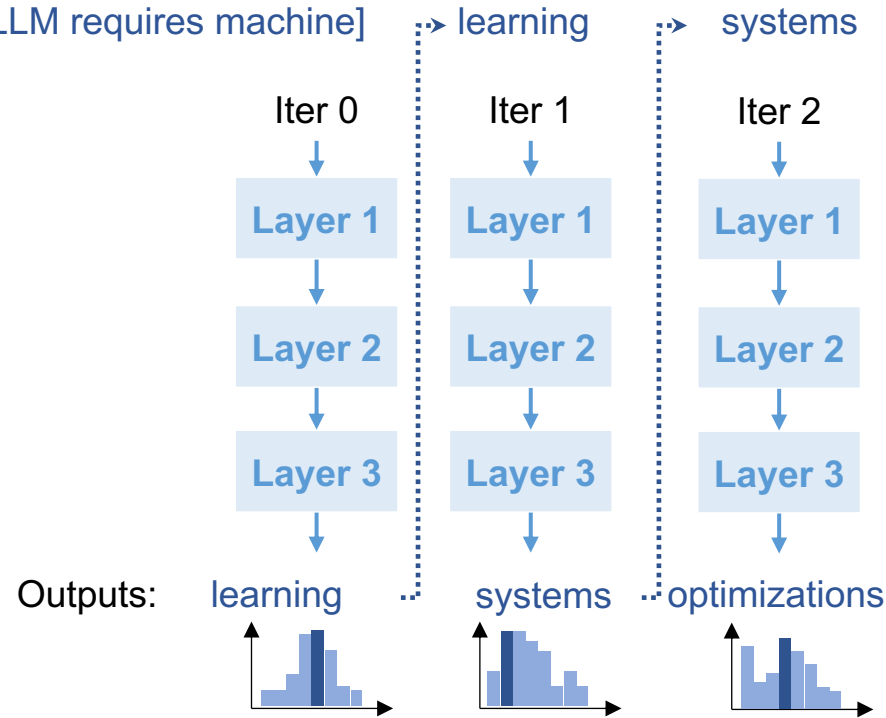 LLM requires machine] learning systems
Iter 0 Iter 1 Iter 2
Layer 1 Layer 1 Layer 1
Layer 2 Layer 2 Layer 2
Layer 3 Layer 3 Layer 3
Outputs: learning systems optimizations